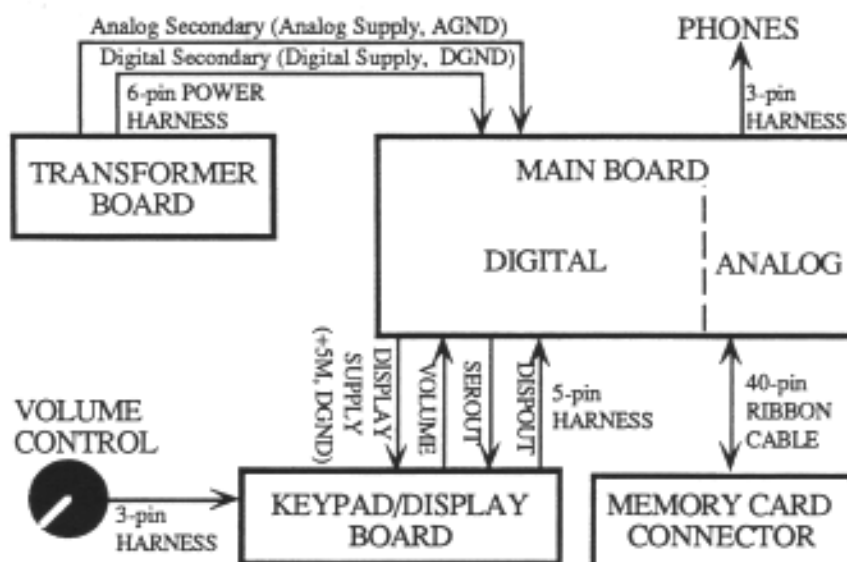 Analog Secondary (Analog Supply, AGND)
Digital Secondary (Digital Supply, DGND)
6-pin POWER
HARNESS
PHONES
3-pin
HARNESS
TRANSFORMER
BOARD
MAIN BOARD
DIGITAL
ANALOG
DISPLAY
SUPPLY
(+5M, DGND)
VOLUME
SEROUT
DISPOUT
5-pin
HARNESS
40-pin
RIBBON
CABLE
VOLUME
CONTROL
3-pin
HARNESS
KEYPAD/DISPLAY
BOARD
MEMORY CARD
CONNECTOR